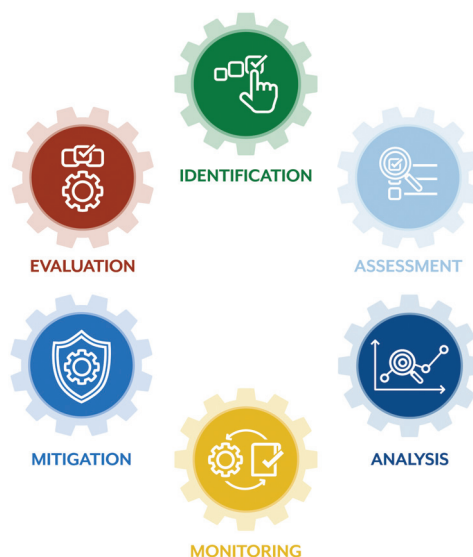 IDENTIFICATION
EVALUATION
ASSESSMENT
MITIGATION
ANALYSIS
MONITORING